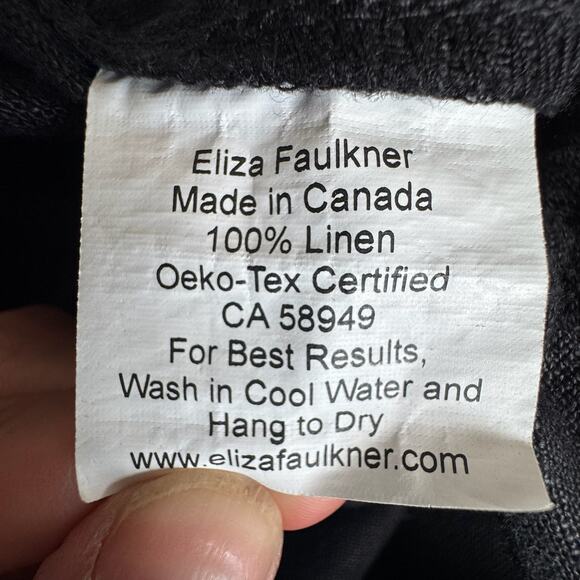 Eliza Faulkner
Made in Canada
100% Linen
Oeko-Tex Certified
CA 58949
For Best Results,
Wash in Cool Water and
Hang to Dry
www.elizafaulkner.com